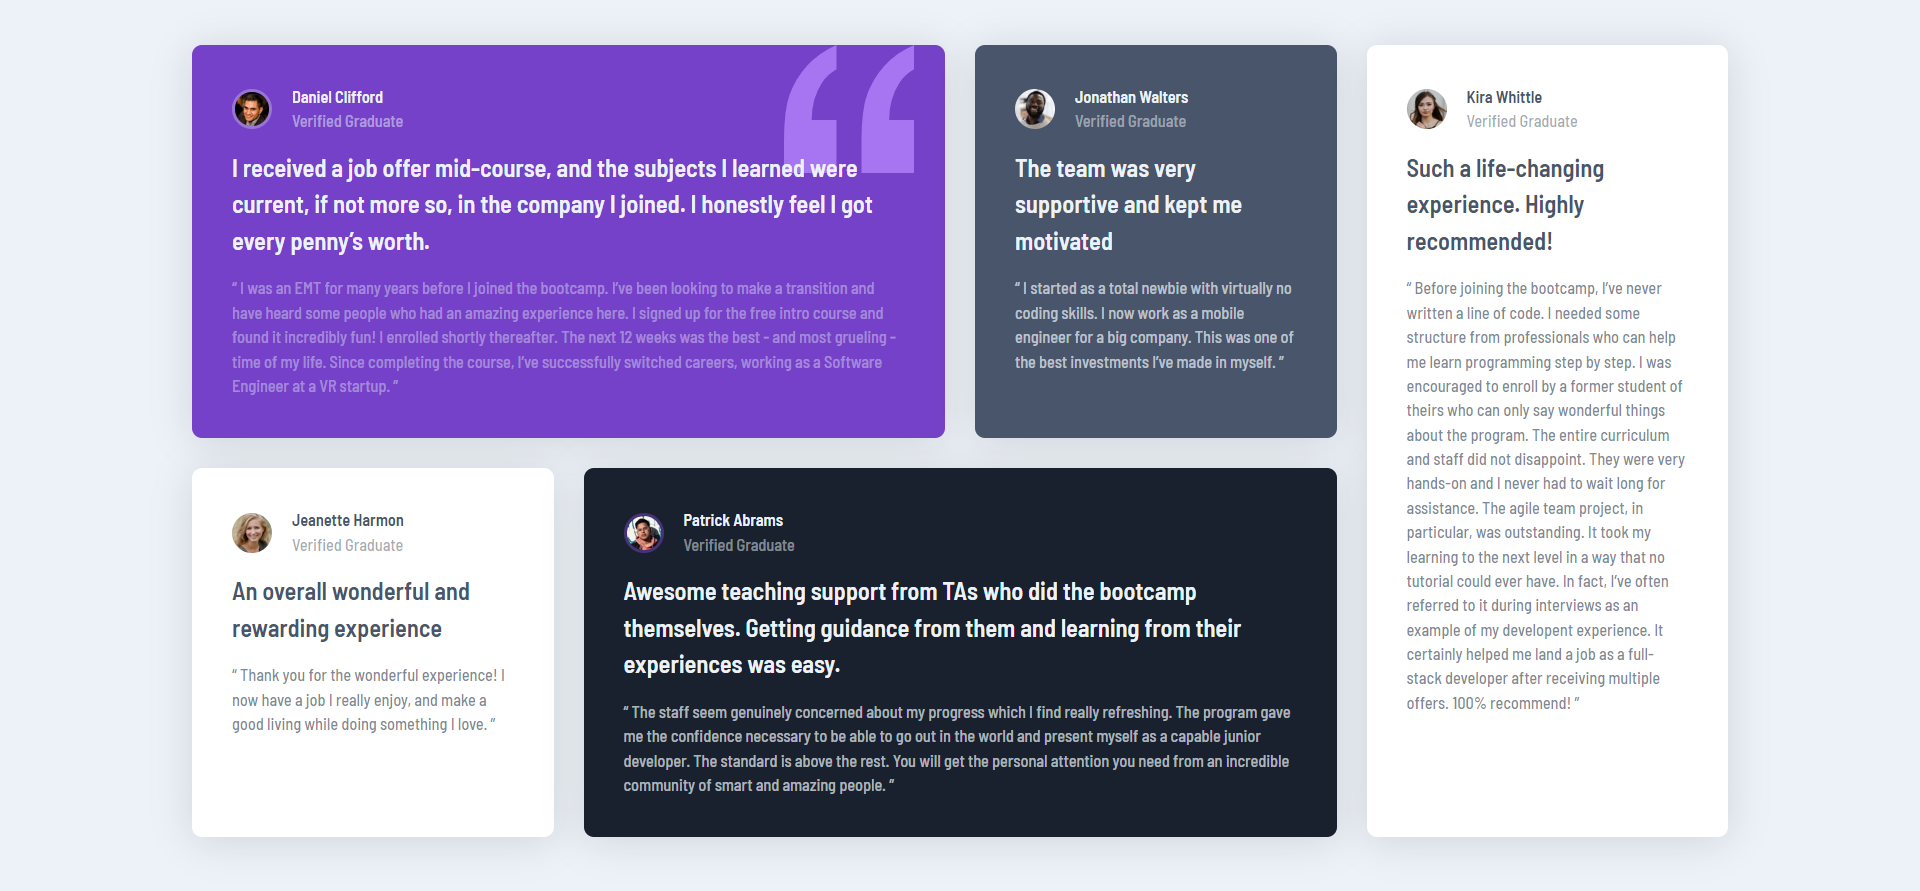 Daniel Clifford
Verified Graduate
I received a job offer mid-course, and the subjects I learned were
current, if not more so, in the company I joined. I honestly feel I got
every penny’s worth.
“ I was an EMT for many years before I joined the bootcamp. I’ve been looking to make a transition and
have heard some people who had an amazing experience here. I signed up for the free intro course and
found it incredibly fun! I enrolled shortly thereafter. The next 12 weeks was the best - and most grueling -
time of my life. Since completing the course, I’ve successfully switched careers, working as a Software
Engineer at a VR startup. ”
Jonathan Walters
Verified Graduate
The team was very
supportive and kept me
motivated
“ I started as a total newbie with virtually no
coding skills. I now work as a mobile
engineer for a big company. This was one of
the best investments I’ve made in myself. ”
Kira Whittle
Verified Graduate
Such a life-changing
experience. Highly
recommended!
“ Before joining the bootcamp, I’ve never
written a line of code. I needed some
structure from professionals who can help
me learn programming step by step. I was
encouraged to enroll by a former student of
theirs who can only say wonderful things
about the program. The entire curriculum
and staff did not disappoint. They were very
hands-on and I never had to wait long for
assistance. The agile team project, in
particular, was outstanding. It took my
learning to the next level in a way that no
tutorial could ever have. In fact, I’ve often
referred to it during interviews as an
example of my developent experience. It
certainly helped me land a job as a full-
stack developer after receiving multiple
offers. 100% recommend! ”
Jeanette Harmon
Verified Graduate
An overall wonderful and
rewarding experience
“ Thank you for the wonderful experience! I
now have a job I really enjoy, and make a
good living while doing something I love. ”
Patrick Abrams
Verified Graduate
Awesome teaching support from TAs who did the bootcamp
themselves. Getting guidance from them and learning from their
experiences was easy.
“ The staff seem genuinely concerned about my progress which I find really refreshing. The program gave
me the confidence necessary to be able to go out in the world and present myself as a capable junior
developer. The standard is above the rest. You will get the personal attention you need from an incredible
community of smart and amazing people. ”